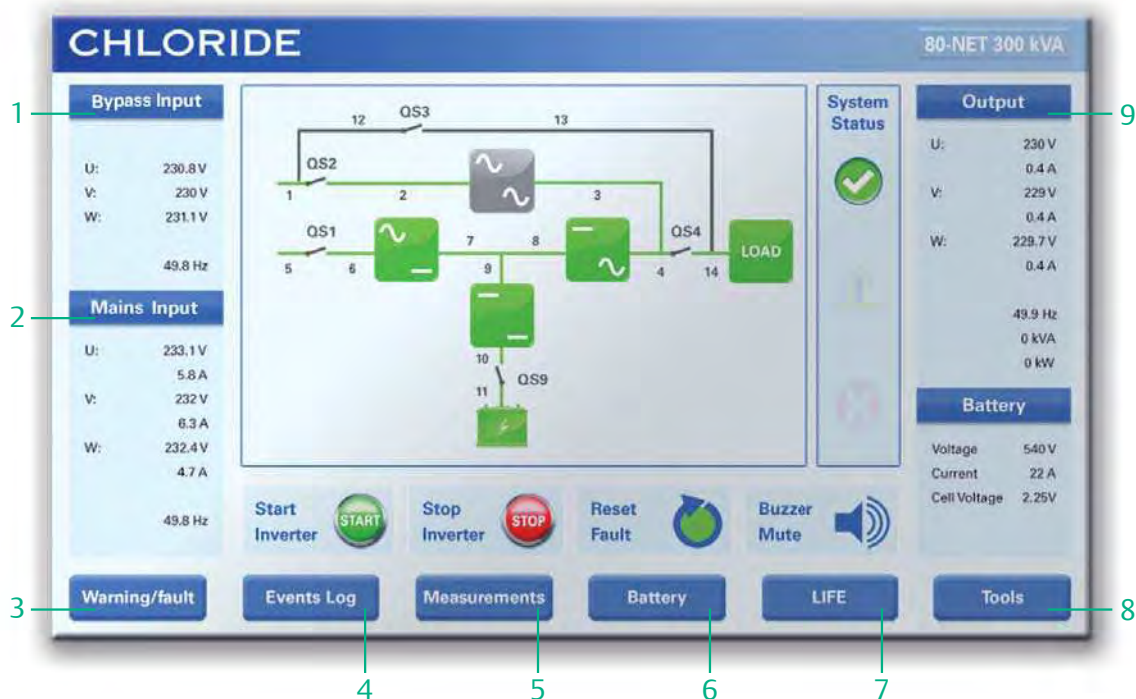 CHLORIDE
80-NET 300 kVA
1
Bypass Input
U: 230.8 V
V: 230 V
W: 231.1 V
49.8 Hz
2
Mains Input
U: 233.1 V
5.8 A
V: 232 V
6.3 A
W: 232.4 V
4.7 A
49.8 Hz
12 QS3 13
QS2
1 2 3
QS1 7 8 QS4
5 6 9 4 14
LOAD
10
QS9
11
System
Status
9
Output
U: 230 V
0.4 A
V: 229 V
0.4 A
W: 229.7 V
0.4 A
49.9 Hz
0 kVA
0 kW
Battery
Voltage 540 V
Current 22 A
Cell Voltage 2.25V
Start
Inverter
START
Stop
Inverter
STOP
Reset
Fault
Buzzer
Mute
3
Warning/fault
Events Log
Measurements
Battery
LIFE
Tools
8
4 5 6 7